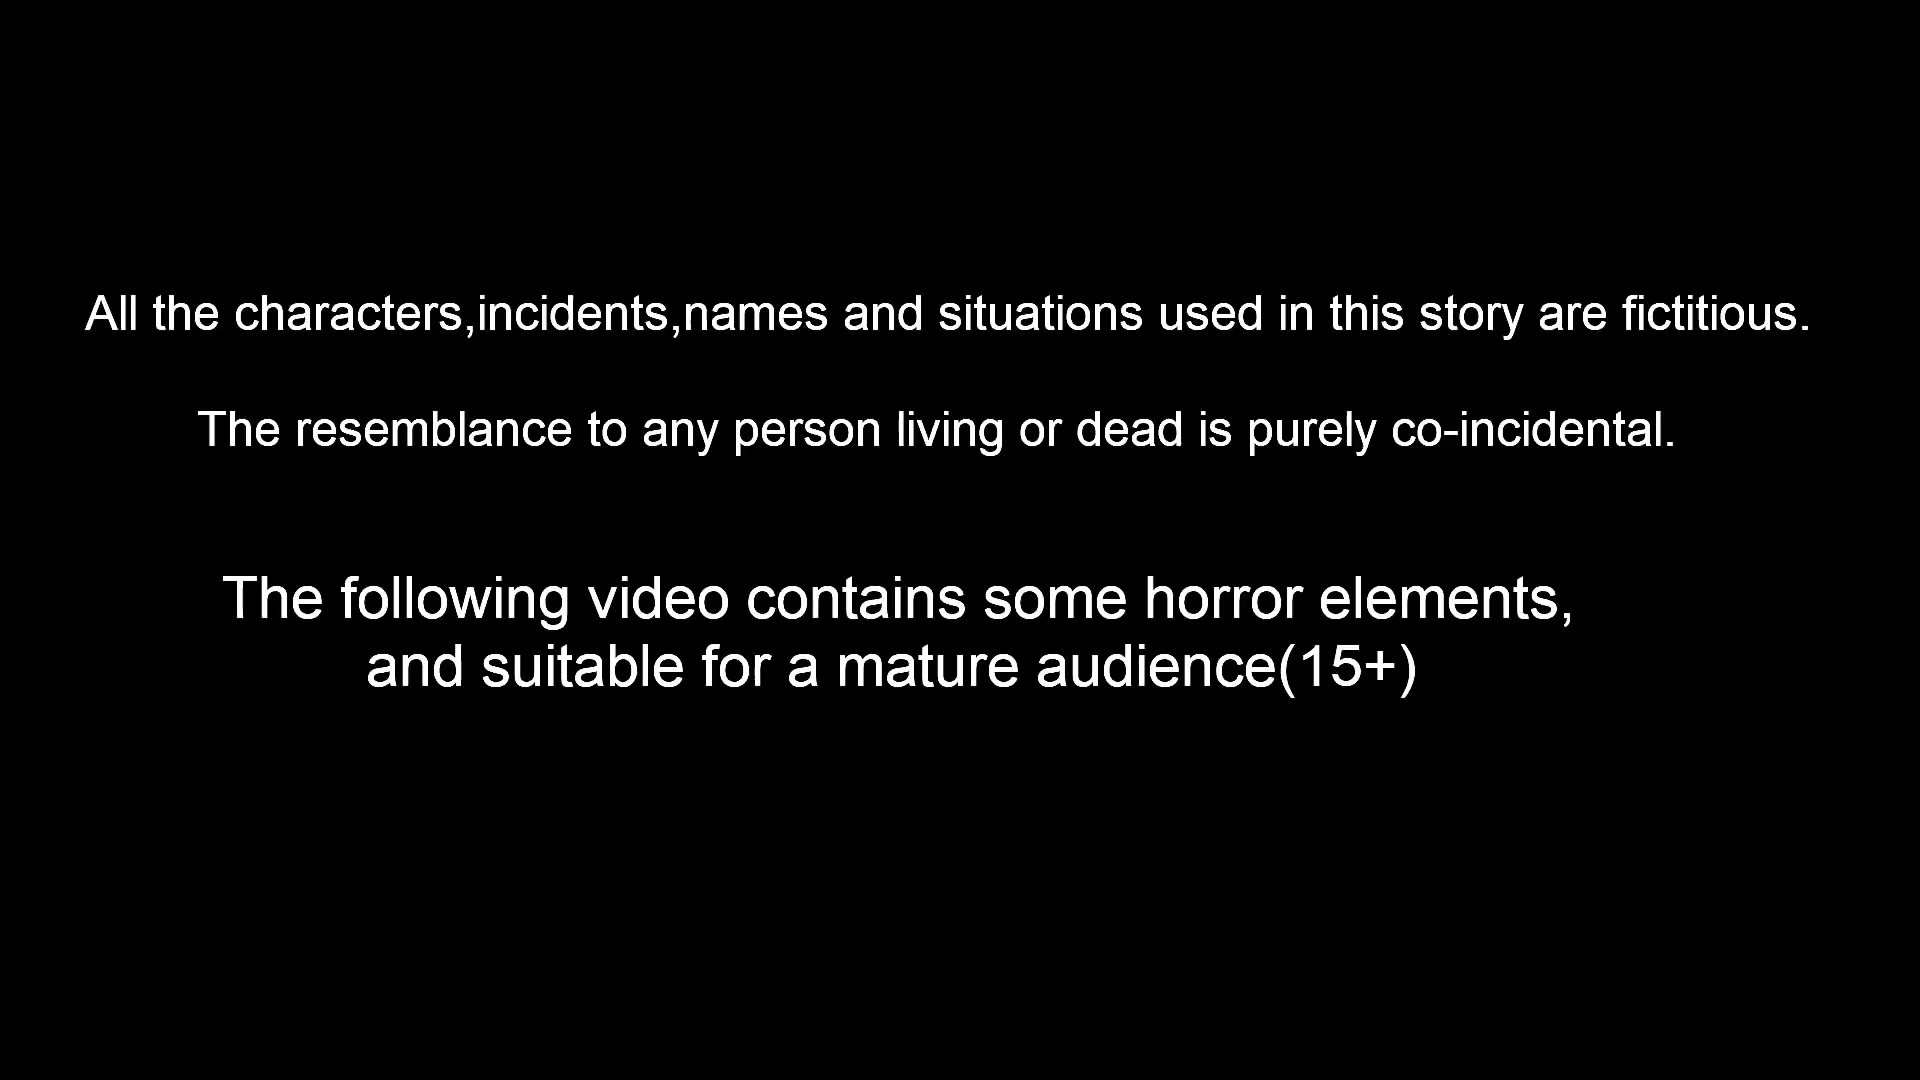 All the characters,incidents,names and situations used in this story are fictitious.
The resemblance to any person living or dead is purely co-incidental.
The following video contains some horror elements,
and suitable for a mature audience(15+)